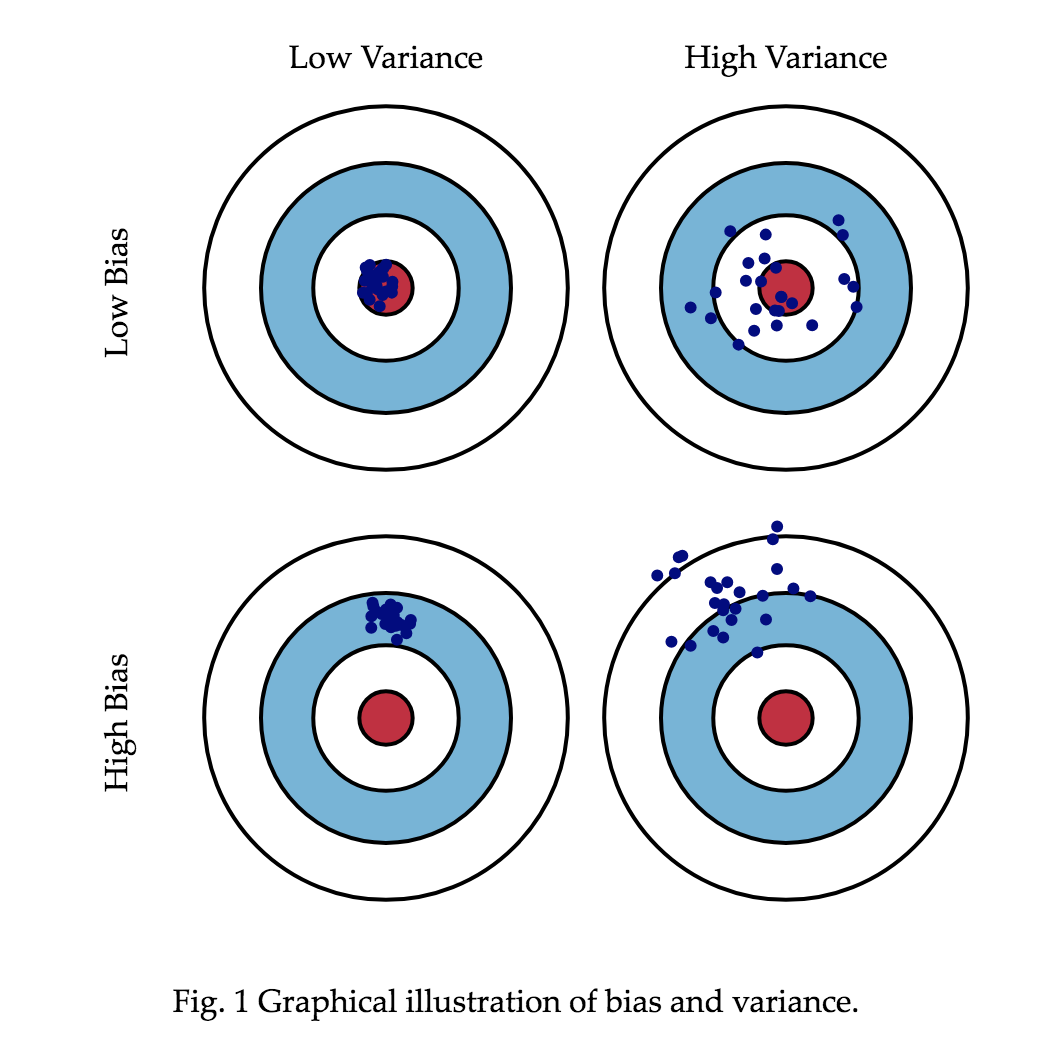 Low Variance
High Variance
Low Bias
High Bias
Fig. 1 Graphical illustration of bias and variance.